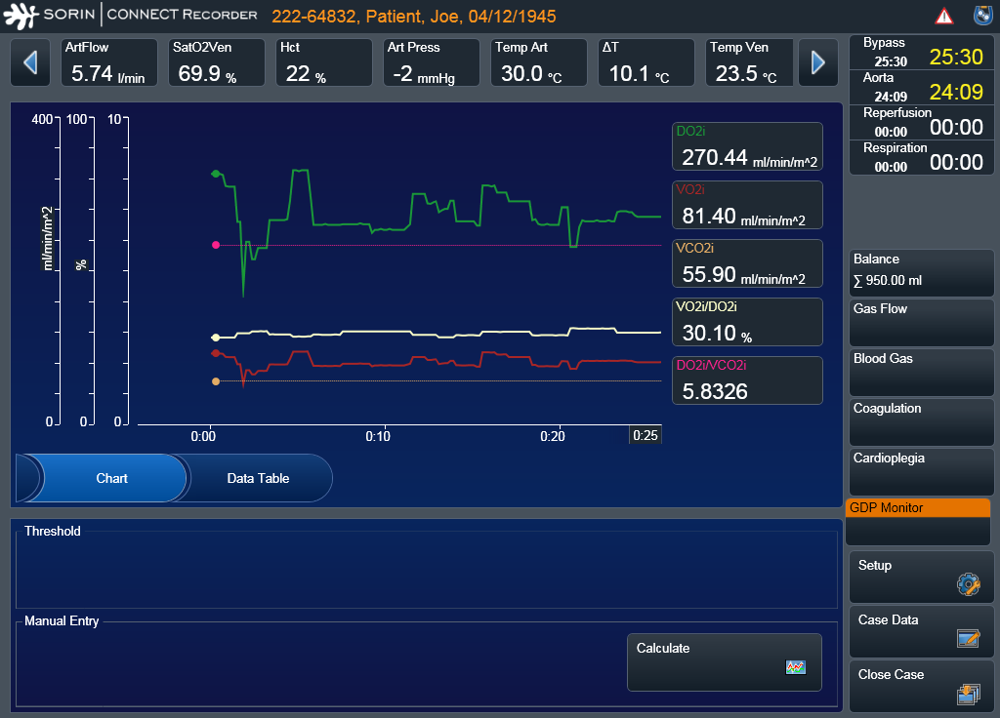 SORIN CONNECT RECORDER 222-64832, Patient, Joe, 04/12/1945
ArtFlow
5.74 l/min
SatO2Ven
69.9 %
Hct
22 %
Art Press
-2 mmHg
Temp Art
30.0 °C
ΔT
10.1 °C
Temp Ven
23.5 °C
Bypass
25:30 25:30
Aorta
24:09 24:09
Reperfusion
00:00 00:00
Respiration
00:00 00:00
400 100 10
ml/min/m^2
%
0 0 0
0:00 0:10 0:20 0:25
DO2i
270.44 ml/min/m^2
VO2i
81.40 ml/min/m^2
VCO2i
55.90 ml/min/m^2
VO2i/DO2i
30.10 %
DO2i/VCO2i
5.8326
Chart Data Table
Threshold
Manual Entry
Calculate
Balance
∑ 950.00 ml
Gas Flow
Blood Gas
Coagulation
Cardioplegia
GDP Monitor
Setup
Case Data
Close Case